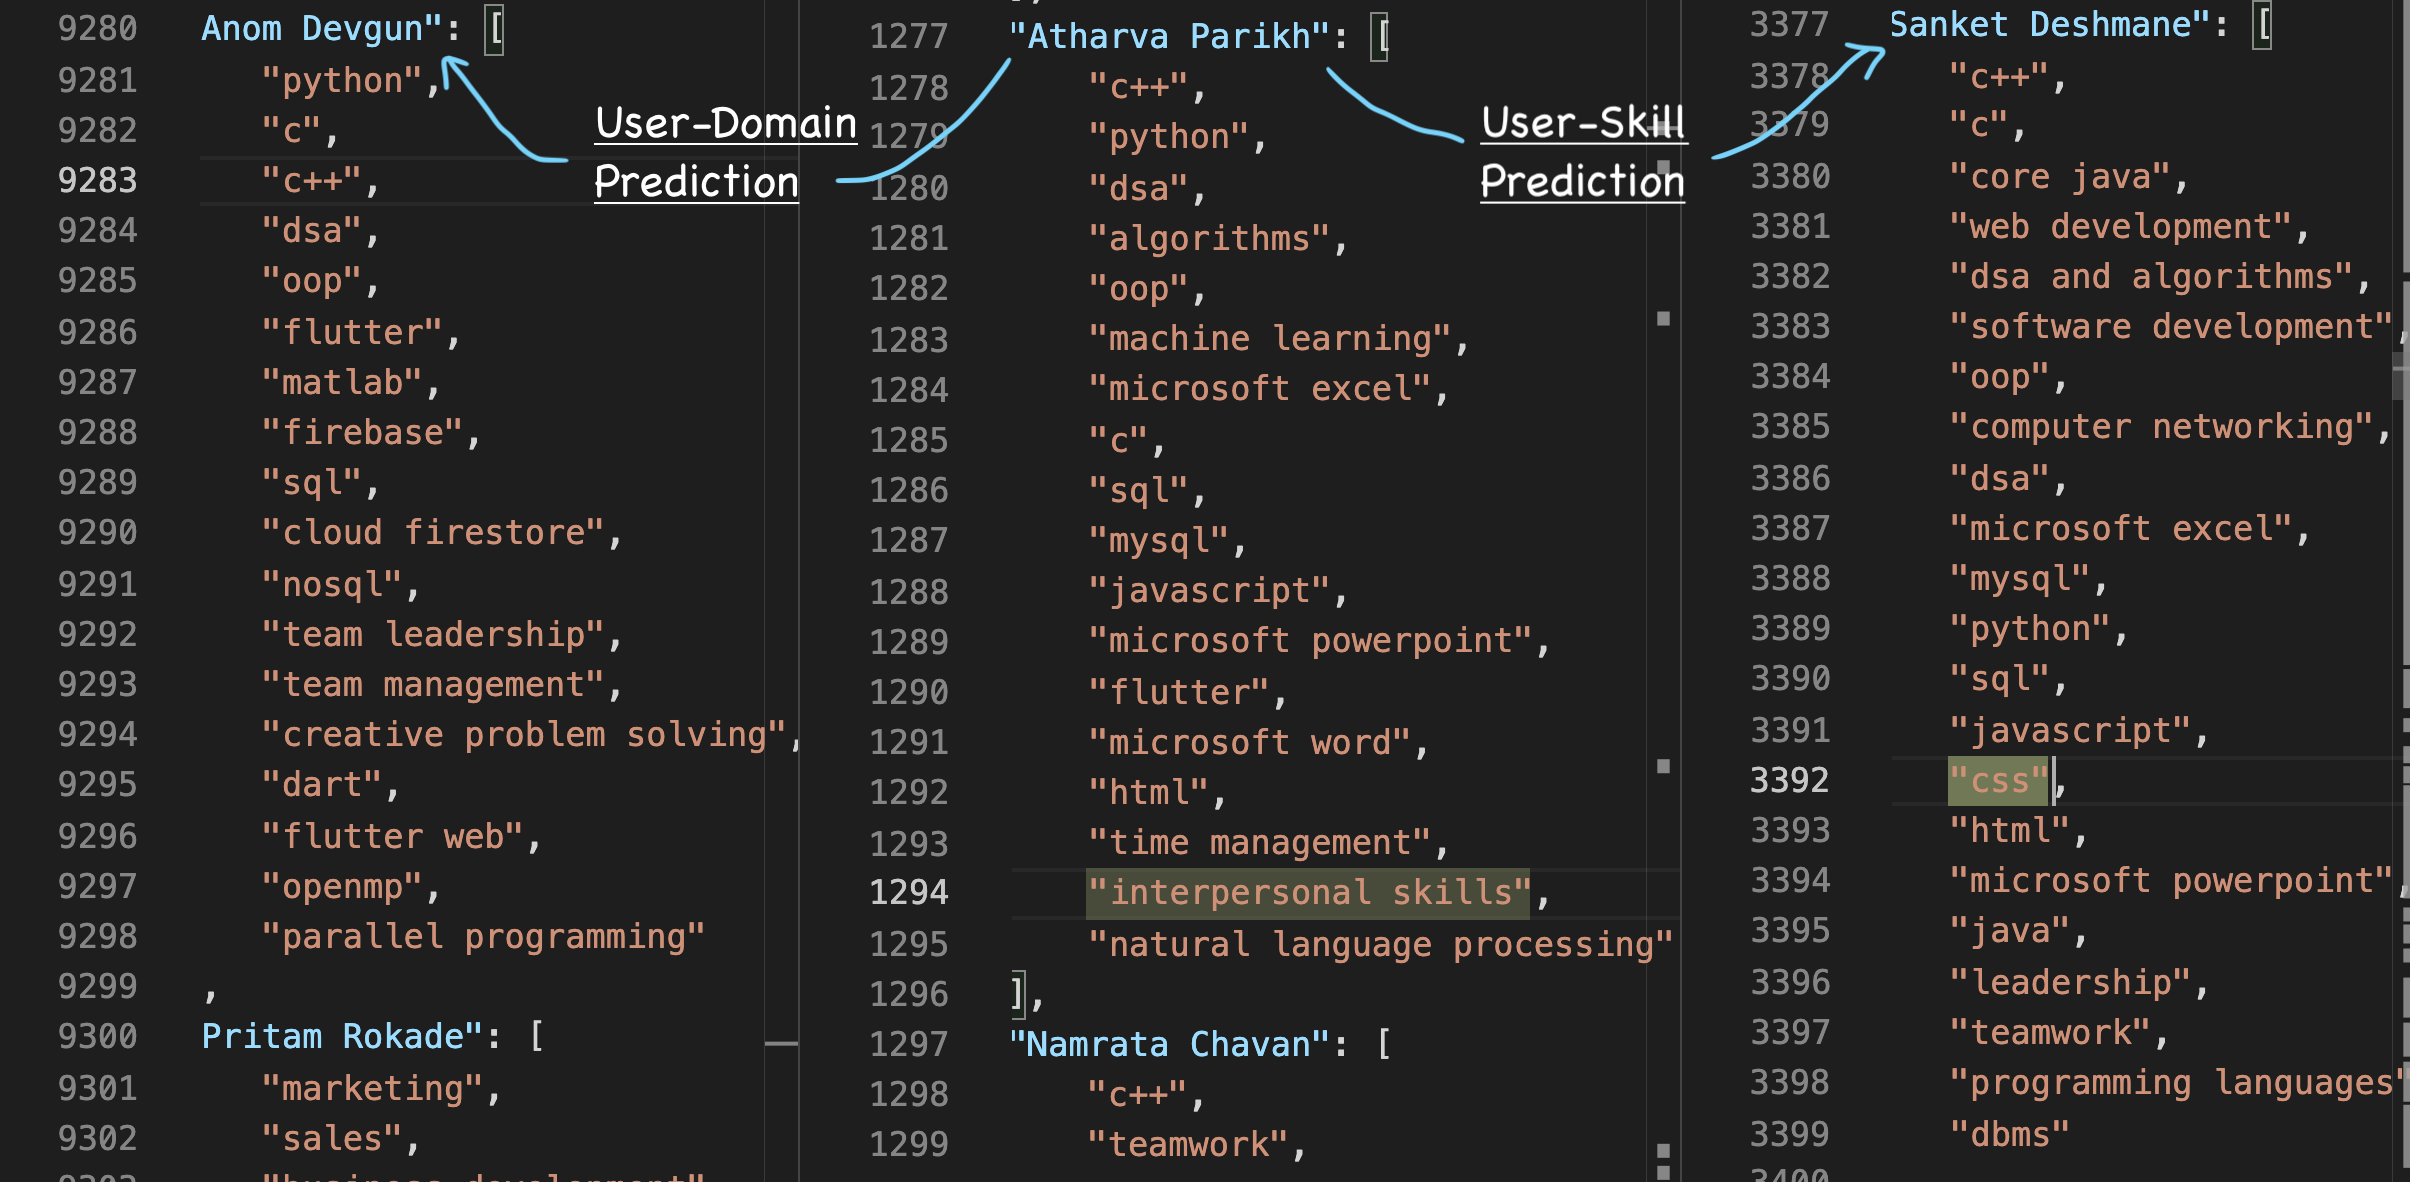 9280 Anom Devgun": [
9281 "python",
9282 "c",
9283 "c++",
9284 "dsa",
9285 "oop",
9286 "flutter",
9287 "matlab",
9288 "firebase",
9289 "sql",
9290 "cloud firestore",
9291 "nosql",
9292 "team leadership",
9293 "team management",
9294 "creative problem solving",
9295 "dart",
9296 "flutter web",
9297 "openmp",
9298 "parallel programming"
9299 ,
9300 Pritam Rokade": [
9301 "marketing",
9302 "sales",
User-Domain
Prediction
1277 "Atharva Parikh": [
1278 "c++",
1279 "python",
1280 "dsa",
1281 "algorithms",
1282 "oop",
1283 "machine learning",
1284 "microsoft excel",
1285 "c",
1286 "sql",
1287 "mysql",
1288 "javascript",
1289 "microsoft powerpoint",
1290 "flutter",
1291 "microsoft word",
1292 "html",
1293 "time management",
1294 "interpersonal skills",
1295 "natural language processing"
1296 ],
1297 "Namrata Chavan": [
1298 "c++",
1299 "teamwork",
User-Skill
Prediction
3377 Sanket Deshmane": [
3378 "c++",
3379 "c",
3380 "core java",
3381 "web development",
3382 "dsa and algorithms",
3383 "software development",
3384 "oop",
3385 "computer networking",
3386 "dsa",
3387 "microsoft excel",
3388 "mysql",
3389 "python",
3390 "sql",
3391 "javascript",
3392 "css",
3393 "html",
3394 "microsoft powerpoint",
3395 "java",
3396 "leadership",
3397 "teamwork",
3398 "programming languages"
3399 "dbms"
3400